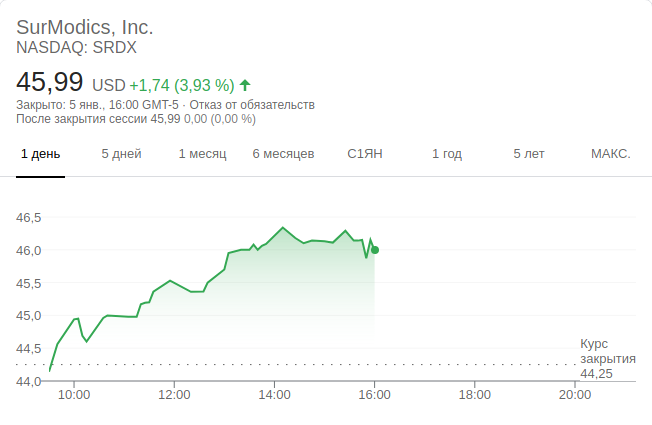 SurModics, Inc.
NASDAQ: SRDX
45,99 USD +1,74 (3,93 %)
Закрыто: 5 янв., 16:00 GMT-5 · Отказ от обязательств
После закрытия сессии 45,99 0,00 (0,00 %)
1 день 5 дней 1 месяц 6 месяцев С1ЯН 1 год 5 лет МАКС.
46,5
46,0
45,5
45,0
44,5
44,0
Курс
закрытия
44,25
10:00 12:00 14:00 16:00 18:00 20:00